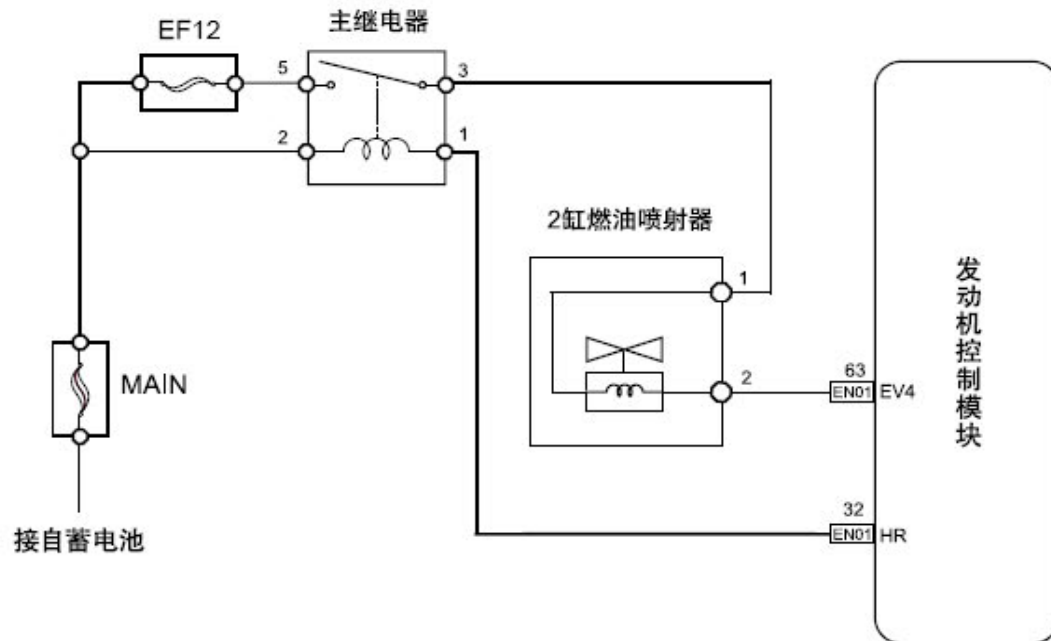 主继电器
EF12
5
3
2
1
2缸燃油喷射器
1
发动机控制模块
MAIN
2
63
EN01
EV4
32
EN01
HR
接自蓄电池